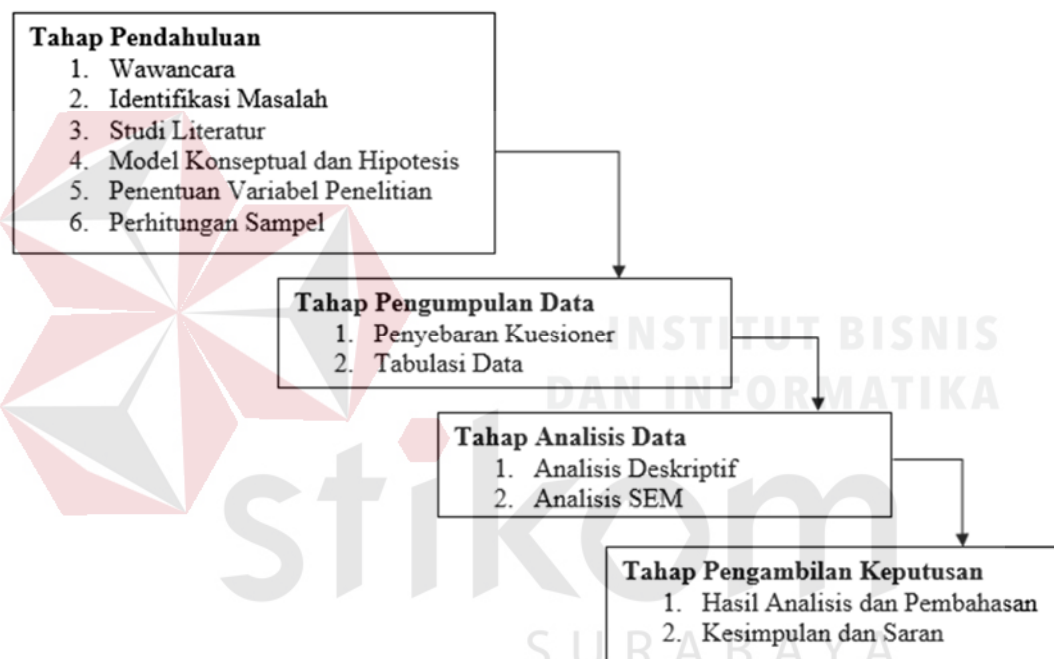 Tahap Pendahuluan
1. Wawancara
2. Identifikasi Masalah
3. Studi Literatur
4. Model Konseptual dan Hipotesis
5. Penentuan Variabel Penelitian
6. Perhitungan Sampel
Tahap Pengumpulan Data
1. Penyebaran Kuesioner
2. Tabulasi Data
INSTITUT BISNIS
DAN INFORMATIKA
Tahap Analisis Data
1. Analisis Deskriptif
2. Analisis SEM
stikom
Tahap Pengambilan Keputusan
1. Hasil Analisis dan Pembahasan
2. Kesimpulan dan Saran
SURABAYA